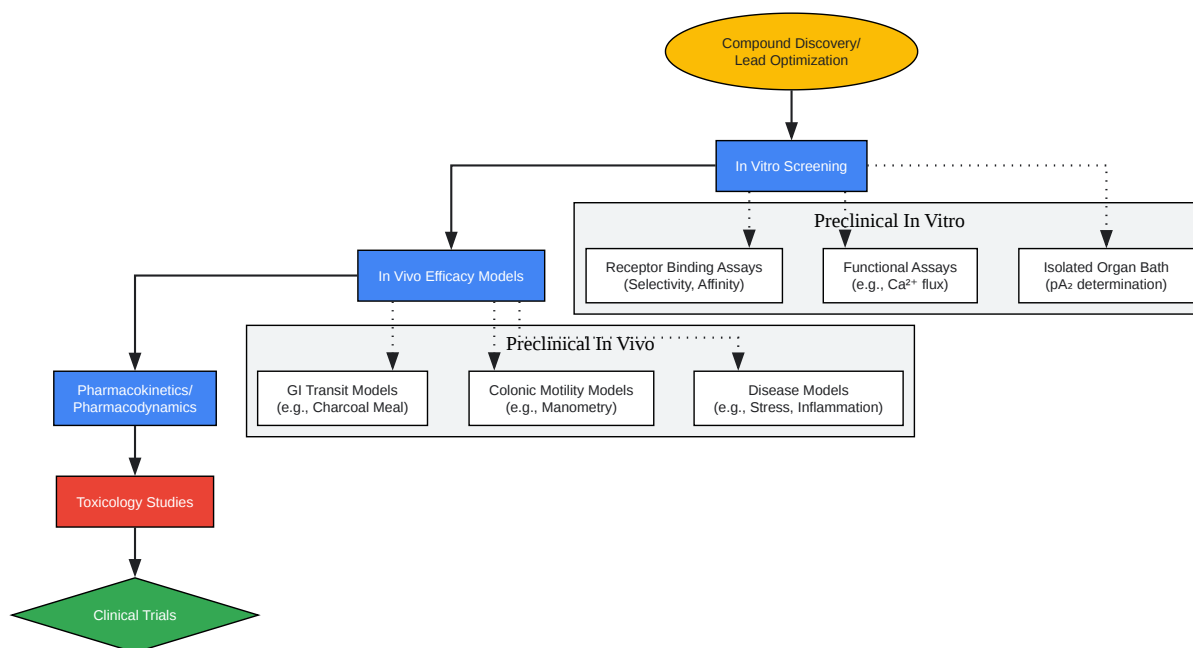 Compound Discovery/
Lead Optimization
In Vitro Screening
Preclinical In Vitro
Receptor Binding Assays
(Selectivity, Affinity)
Functional Assays
(e.g., Ca²⁺ flux)
Isolated Organ Bath
(pA₂ determination)
In Vivo Efficacy Models
Preclinical In Vivo
GI Transit Models
(e.g., Charcoal Meal)
Colonic Motility Models
(e.g., Manometry)
Disease Models
(e.g., Stress, Inflammation)
Pharmacokinetics/
Pharmacodynamics
Toxicology Studies
Clinical Trials